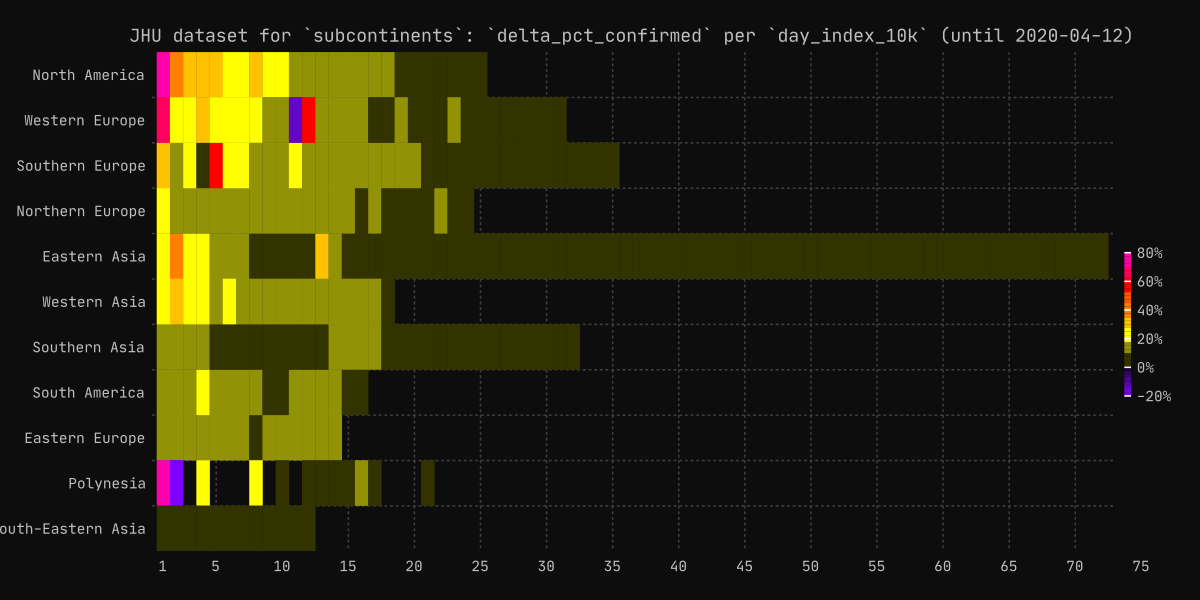 JHU dataset for `subcontinents`: `delta_pct_confirmed` per `day_index_10k` (until 2020-04-12)
North America
Western Europe
Southern Europe
Northern Europe
Eastern Asia
Western Asia
Southern Asia
South America
Eastern Europe
Polynesia
outh-Eastern Asia
80%
60%
40%
20%
0%
-20%
1 5 10 15 20 25 30 35 40 45 50 55 60 65 70 75